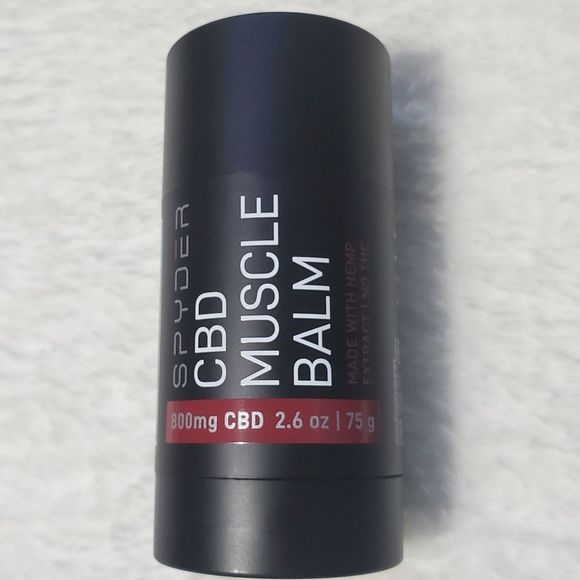 SPYDER
CBD
MUSCLE
BALM
MADE WITH HEMP
EXTRACT | NO THC
800mg CBD 2.6 oz | 75 g